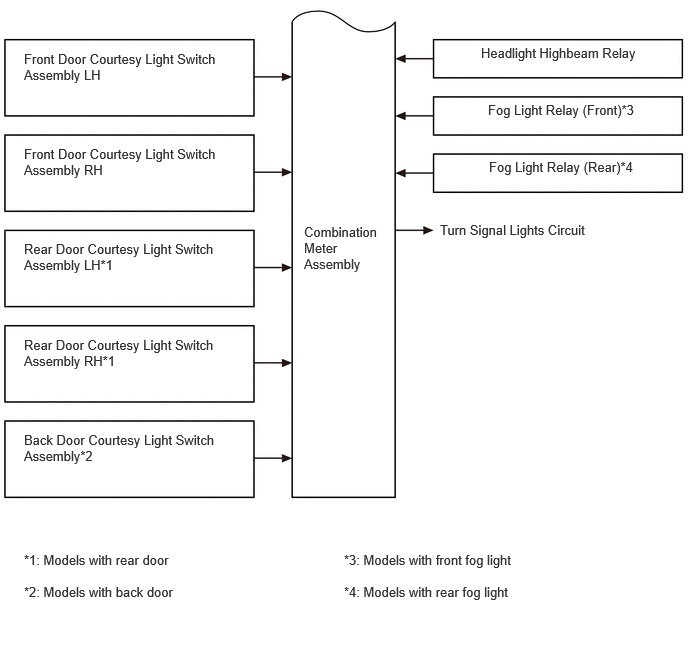 Front Door Courtesy Light Switch
Assembly LH
Front Door Courtesy Light Switch
Assembly RH
Rear Door Courtesy Light Switch
Assembly LH*1
Rear Door Courtesy Light Switch
Assembly RH*1
Back Door Courtesy Light Switch
Assembly*2
Combination
Meter
Assembly
Headlight Highbeam Relay
Fog Light Relay (Front)*3
Fog Light Relay (Rear)*4
Turn Signal Lights Circuit
*1: Models with rear door
*2: Models with back door
*3: Models with front fog light
*4: Models with rear fog light